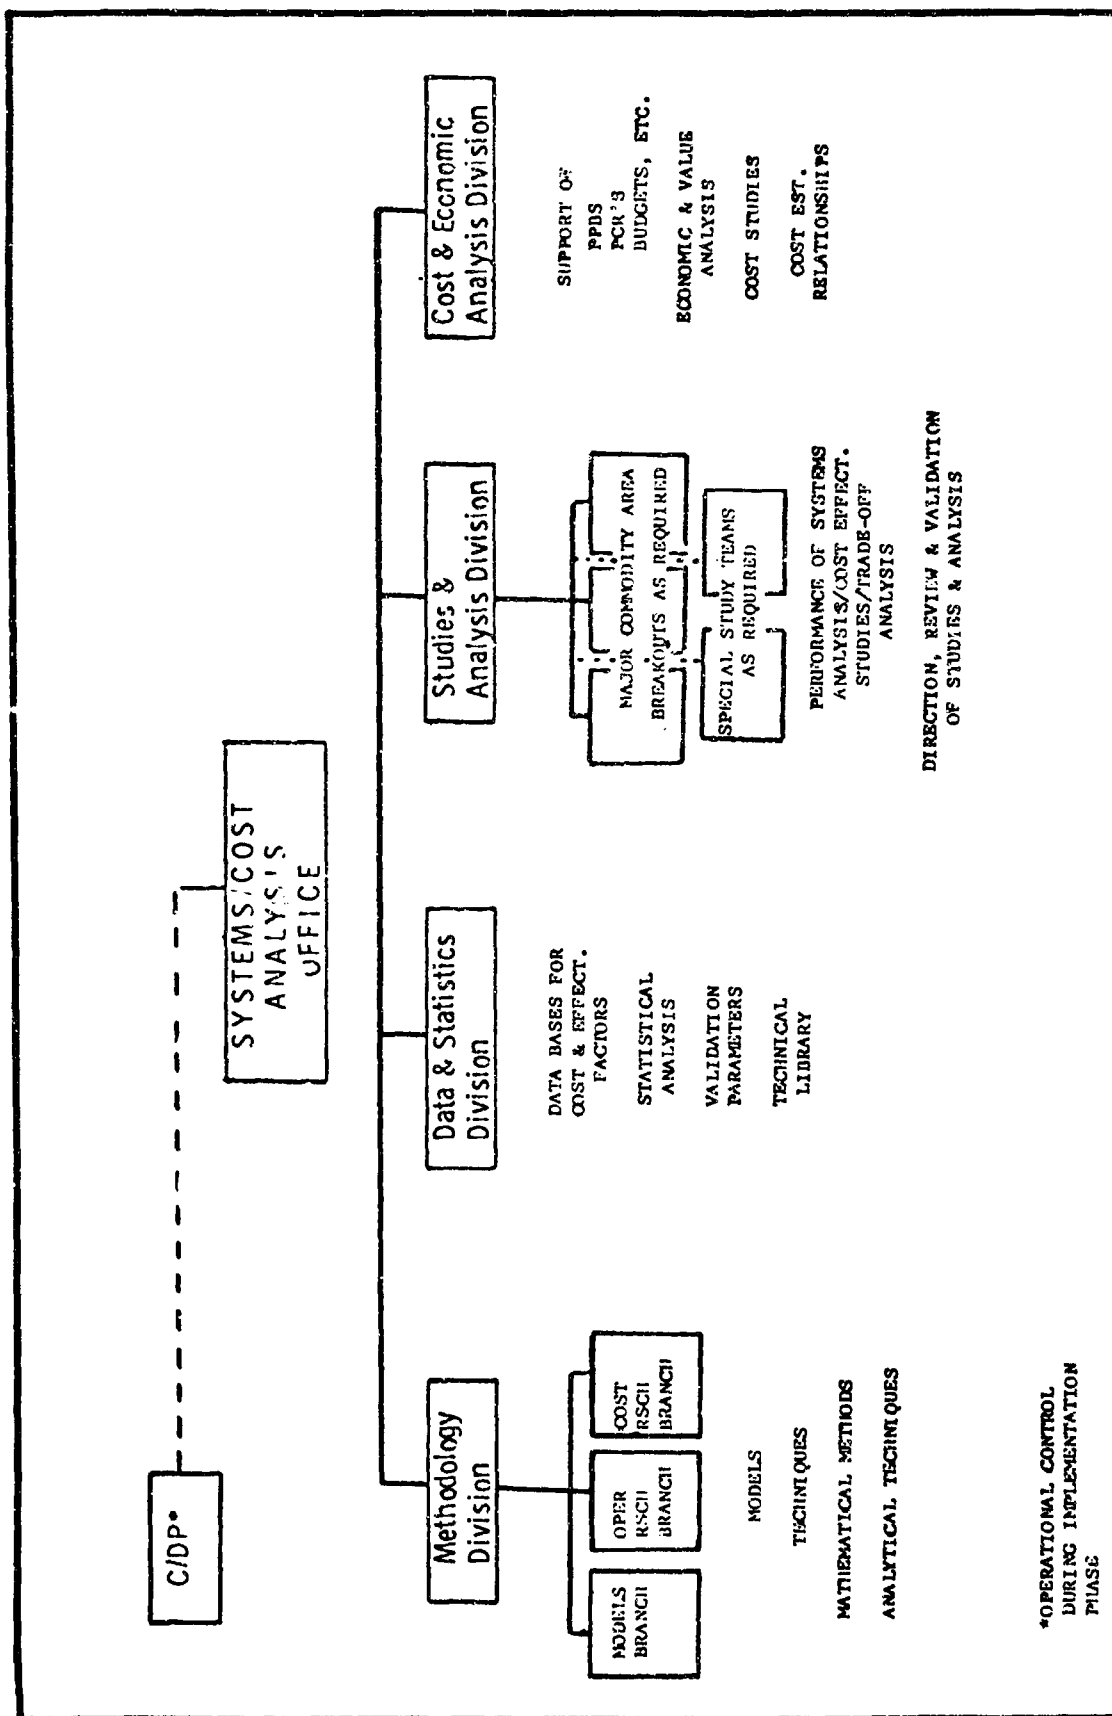 C/DP*
SYSTEMS/COST
ANALYSIS
OFFICE
Methodology
Division
MODELS
BRANCH
OPER
RSCH
BRANCH
COST
RSCH
BRANCH
MODELS
TECHNIQUES
MATHEMATICAL METHODS
ANALYTICAL TECHNIQUES
Data & Statistics
Division
DATA BASES FOR
COST & EFFECT.
FACTORS
STATISTICAL
ANALYSIS
VALIDATION
PARAMETERS
TECHNICAL
LIBRARY
Studies &
Analysis Division
MAJOR COMMODITY AREA
BREAKOUTS AS REQUIRED
SPECIAL STUDY TEAMS
AS REQUIRED
PERFORMANCE OF SYSTEMS
ANALYSIS/COST EFFECT.
STUDIES/TRADE-OFF
ANALYSIS
DIRECTION, REVIEW & VALIDATION
OF STUDIES & ANALYSIS
Cost & Economic
Analysis Division
SUPPORT OF
PPBS
PCR'S
BUDGETS, ETC.
ECONOMIC & VALUE
ANALYSIS
COST STUDIES
COST EST.
RELATIONSHIPS
*OPERATIONAL CONTROL
DURING IMPLEMENTATION
PHASE